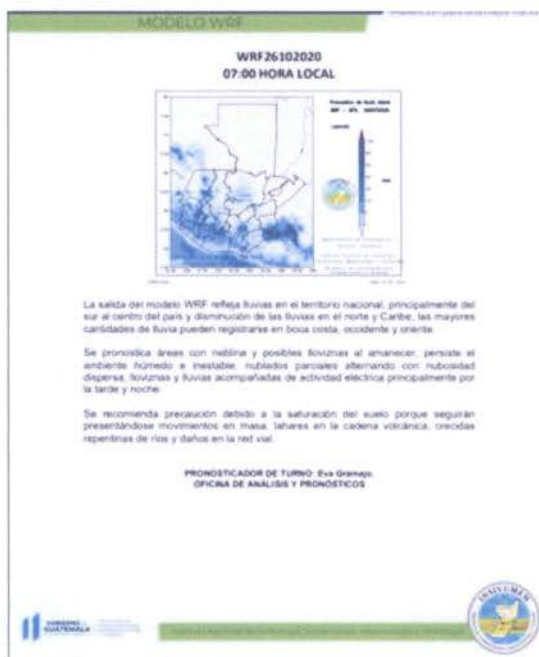 MODELO WRF
WRF26102020
07:00 HORA LOCAL
La salida del modelo WRF refleja lluvias en el territorio nacional, principalmente del
sur al centro del país y disminución de las lluvias en el norte y Caribe, las mayores
cantidades de lluvia pueden registrarse en boca costa, occidente y oriente.
Se pronostica áreas con neblina y posibles lloviznas al amanecer, persiste el
ambiente húmedo e inestable, nublados parciales alternando con nubosidad
dispersa, lloviznas y lluvias acompañadas de actividad eléctrica principalmente por
la tarde y noche.
Se recomienda precaución debido a la saturación del suelo porque seguirán
presentándose movimientos en masa, lahares en la cadena volcánica, crecidas
repentinas de ríos y daños en la red vial.
PRONOSTICADOR DE TURNO: Eva Gramajo.
OFICINA DE ANÁLISIS Y PRONÓSTICOS
GOBIERNO de
GUATEMALA
INSIVUMEH